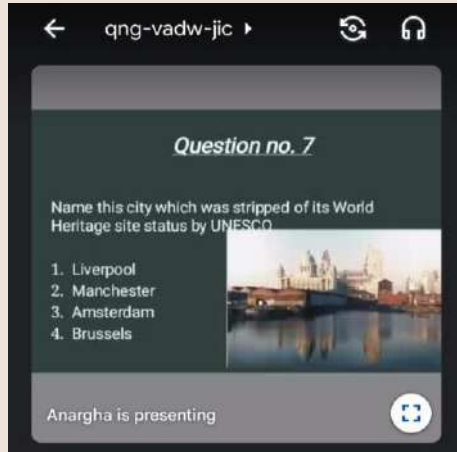 qng-vadw-jic
Question no. 7
Name this city which was stripped of its World
Heritage site status by UNESCO
1. Liverpool
2. Manchester
3. Amsterdam
4. Brussels
Anargha is presenting